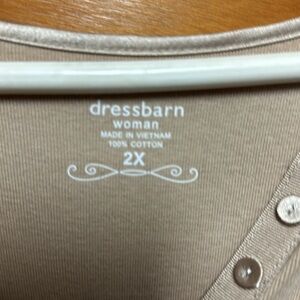 dressbarn
woman
MADE IN VIETNAM
100% COTTON
2X